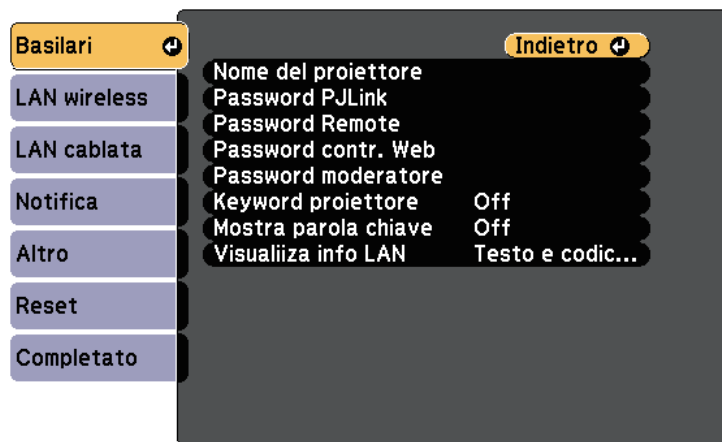 Basilari
LAN wireless
LAN cablata
Notifica
Altro
Reset
Completato
Indietro
Nome del proiettore
Password PJLink
Password Remote
Password contr. Web
Password moderatore
Keyword proiettore Off
Mostra parola chiave Off
Visualiiza info LAN Testo e codic...